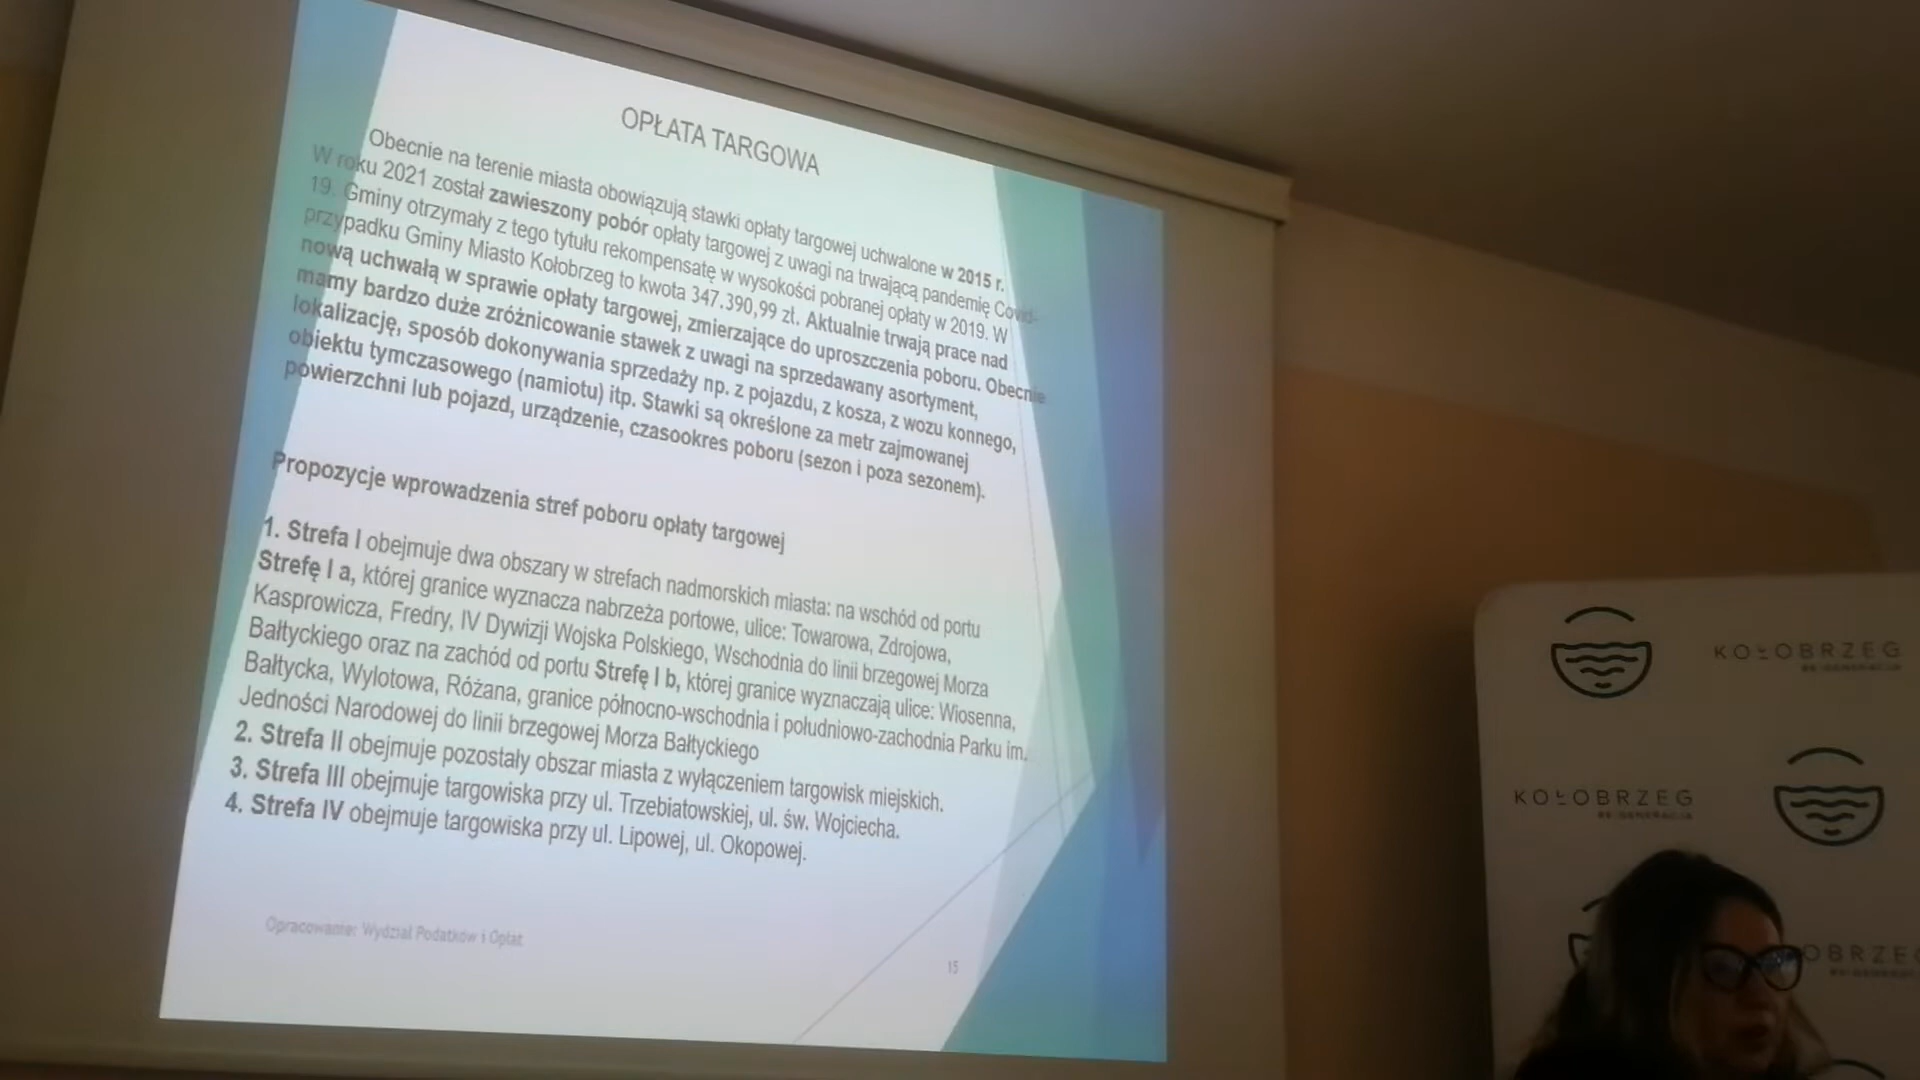 OPŁATA TARGOWA
Obecnie na terenie miasta obowiązują stawki opłaty targowej uchwalone w 2015 r.
W roku 2021 został zawieszony pobór opłaty targowej z uwagi na trwającą pandemię Covid-
19. Gminy otrzymały z tego tytułu rekompensatę w wysokości pobranej opłaty w 2019. W
przypadku Gminy Miasto Kołobrzeg to kwota 347.390,99 zł. Aktualnie trwają prace nad
nową uchwałą w sprawie opłaty targowej, zmierzające do uproszczenia poboru. Obecnie
mamy bardzo duże zróżnicowanie stawek z uwagi na sprzedawany asortyment,
lokalizację, sposób dokonywania sprzedaży np. z pojazdu, z kosza, z wozu konnego,
obiektu tymczasowego (namiotu) itp. Stawki są określone za metr zajmowanej
powierzchni lub pojazd, urządzenie, czasookres poboru (sezon i poza sezonem).
Propozycje wprowadzenia stref poboru opłaty targowej
1. Strefa I obejmuje dwa obszary w strefach nadmorskich miasta: na wschód od portu
Strefę I a, której granice wyznacza nabrzeża portowe, ulice: Towarowa, Zdrojowa,
Kasprowicza, Fredry, IV Dywizji Wojska Polskiego, Wschodnia do linii brzegowej Morza
Bałtyckiego oraz na zachód od portu Strefę I b, której granice wyznaczają ulice: Wiosenna,
Bałtycka, Wylotowa, Różana, granice północno-wschodnia i południowo-zachodnia Parku im.
Jedności Narodowej do linii brzegowej Morza Bałtyckiego
2. Strefa II obejmuje pozostały obszar miasta z wyłączeniem targowisk miejskich.
3. Strefa III obejmuje targowiska przy ul. Trzebiatowskiej, ul. św. Wojciecha.
4. Strefa IV obejmuje targowiska przy ul. Lipowej, ul. Okopowej.
Opracowanie: Wydział Podatków i Opłat
15
KOŁOBRZEG
RE:GENERACJA
KOŁOBRZEG
RE:GENERACJA
OBRZEG